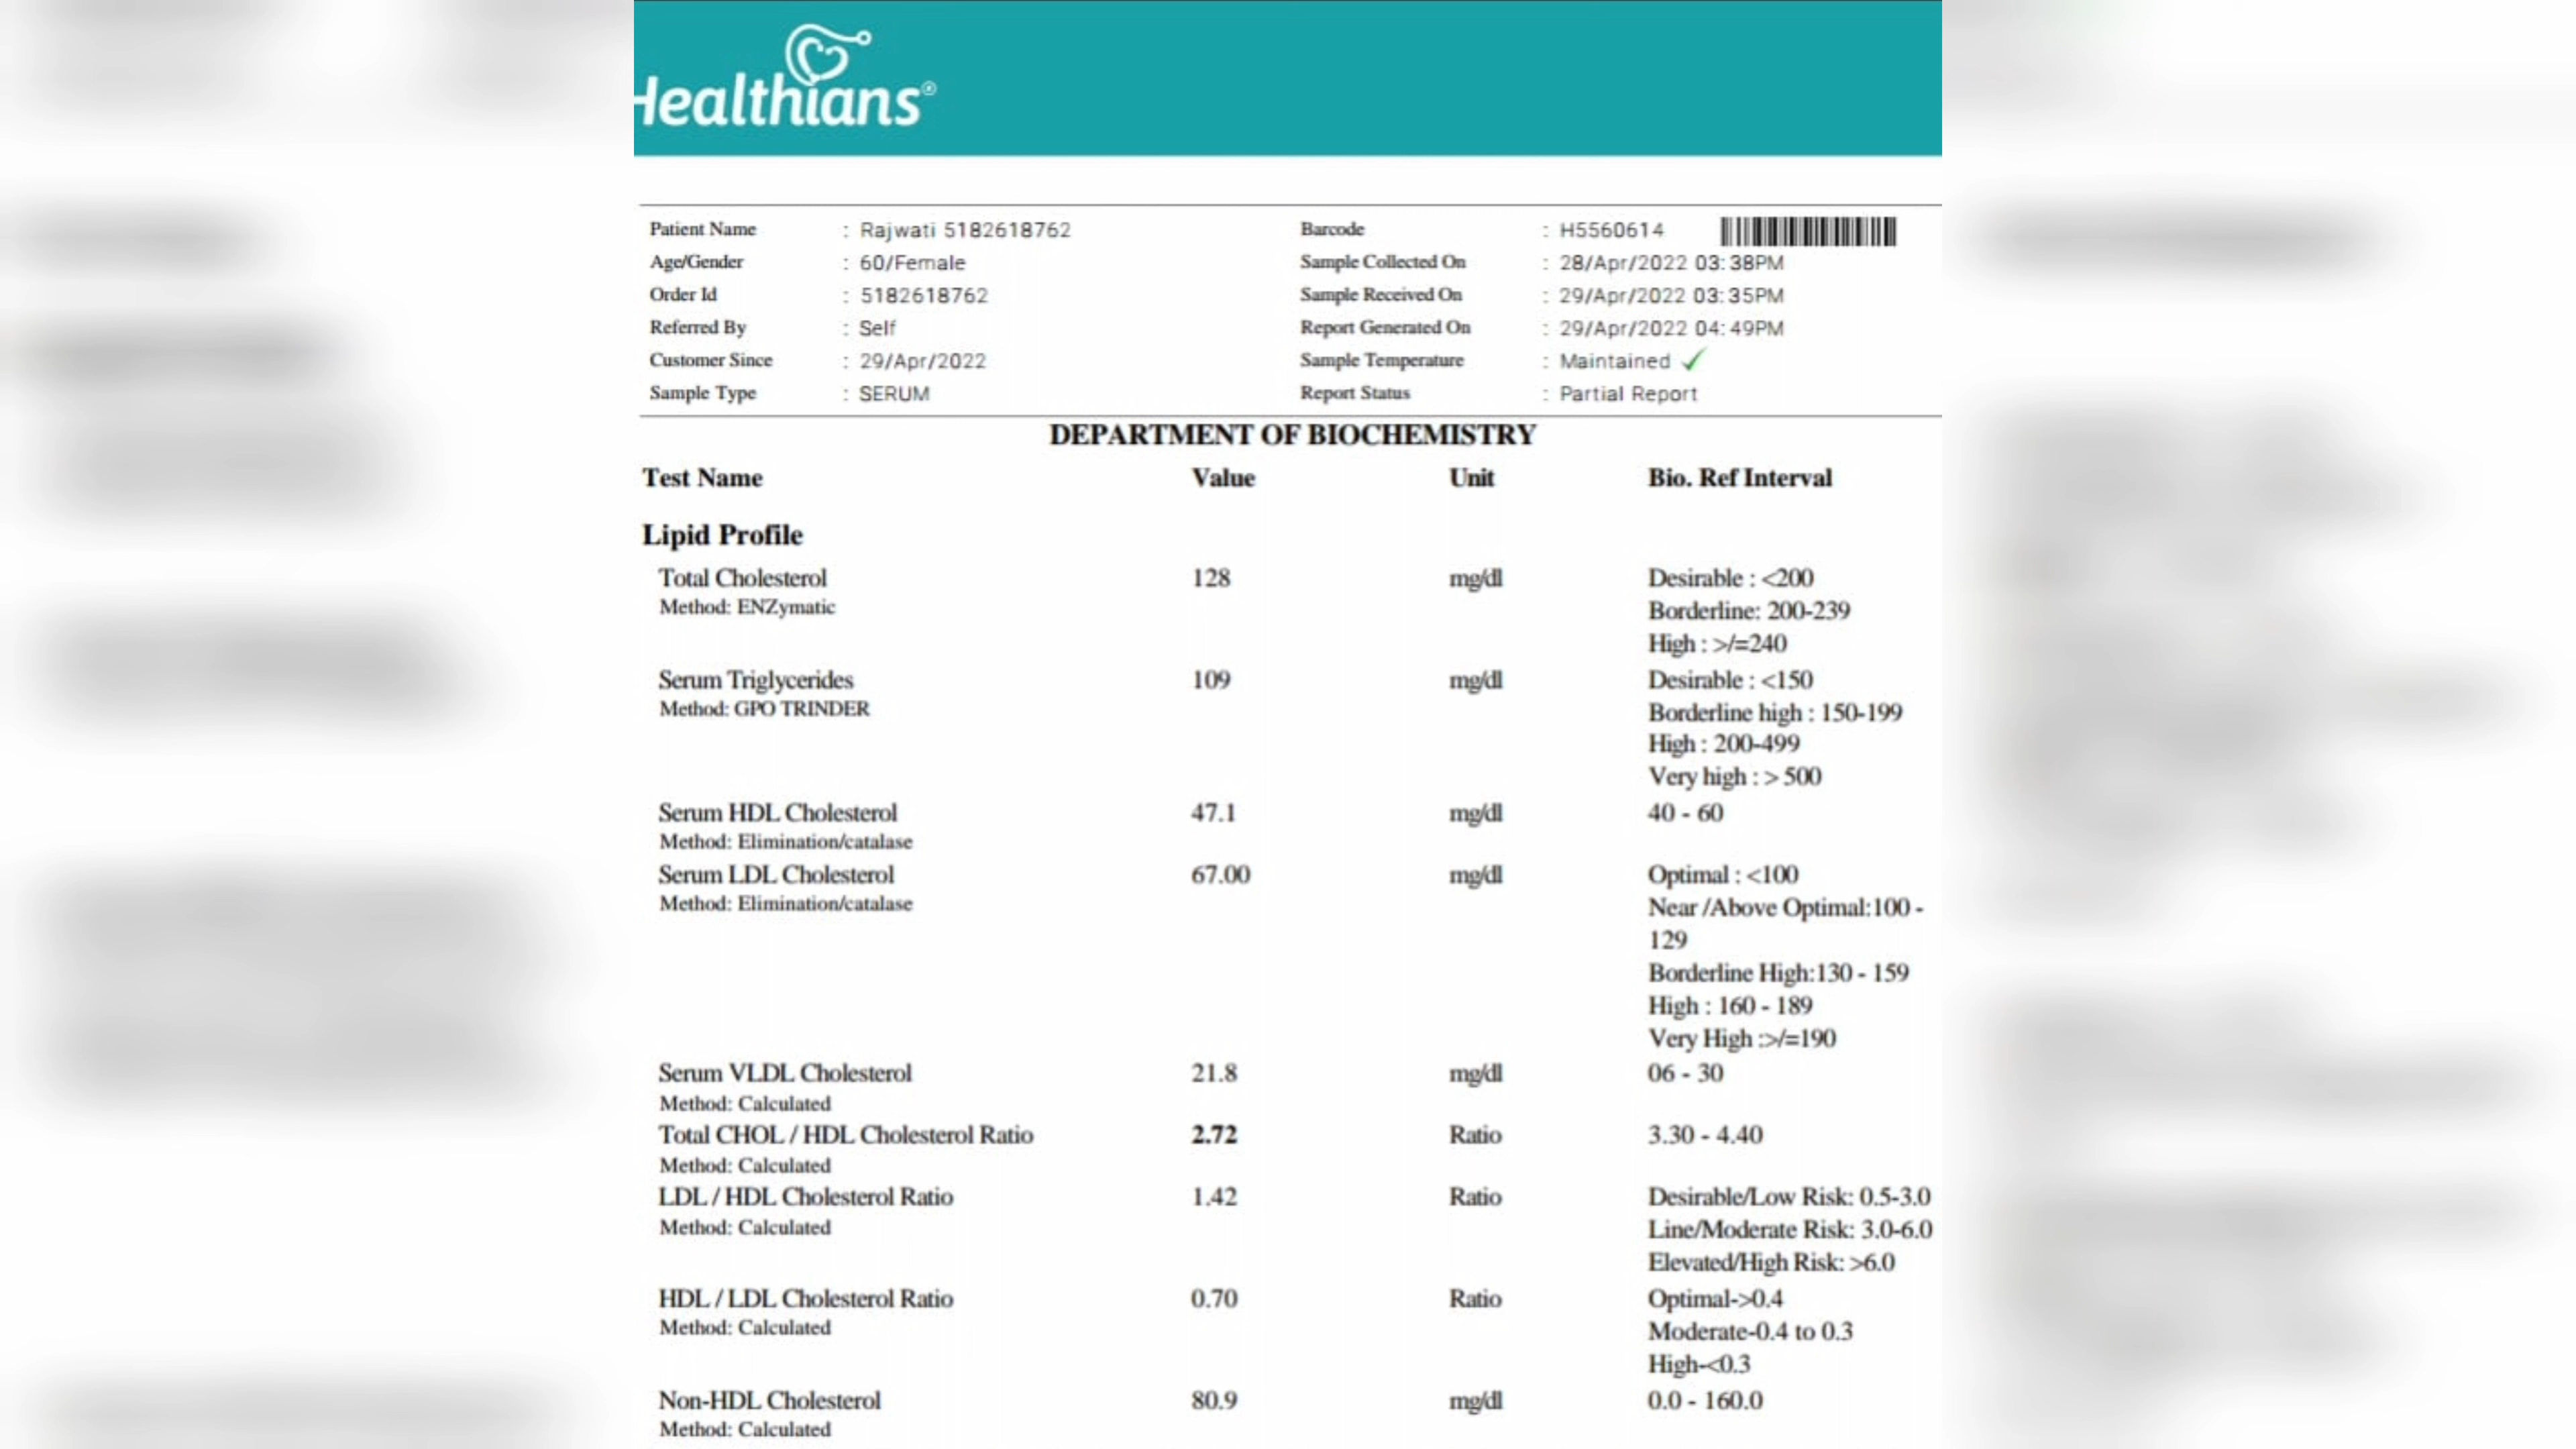 Healthians®
Patient Name : Rajwati 5182618762 Barcode : H5560614
Age/Gender : 60/Female Sample Collected On : 28/Apr/2022 03:38PM
Order Id : 5182618762 Sample Received On : 29/Apr/2022 03:35PM
Referred By : Self Report Generated On : 29/Apr/2022 04:49PM
Customer Since : 29/Apr/2022 Sample Temperature : Maintained
Sample Type : SERUM Report Status : Partial Report
DEPARTMENT OF BIOCHEMISTRY
Test Name Value Unit Bio. Ref Interval
Lipid Profile
Total Cholesterol 128 mg/dl Desirable : <200
Method: ENZymatic Borderline: 200-239
High : >/=240
Serum Triglycerides 109 mg/dl Desirable : <150
Method: GPO TRINDER Borderline high : 150-199
High : 200-499
Very high : > 500
Serum HDL Cholesterol 47.1 mg/dl 40 - 60
Method: Elimination/catalase
Serum LDL Cholesterol 67.00 mg/dl Optimal : <100
Method: Elimination/catalase Near /Above Optimal:100 -
129
Borderline High:130 - 159
High : 160 - 189
Very High :>/=190
Serum VLDL Cholesterol 21.8 mg/dl 06 - 30
Method: Calculated
Total CHOL / HDL Cholesterol Ratio 2.72 Ratio 3.30 - 4.40
Method: Calculated
LDL / HDL Cholesterol Ratio 1.42 Ratio Desirable/Low Risk: 0.5-3.0
Method: Calculated Line/Moderate Risk: 3.0-6.0
Elevated/High Risk: >6.0
HDL / LDL Cholesterol Ratio 0.70 Ratio Optimal->0.4
Method: Calculated Moderate-0.4 to 0.3
High-<0.3
Non-HDL Cholesterol 80.9 mg/dl 0.0 - 160.0
Method: Calculated